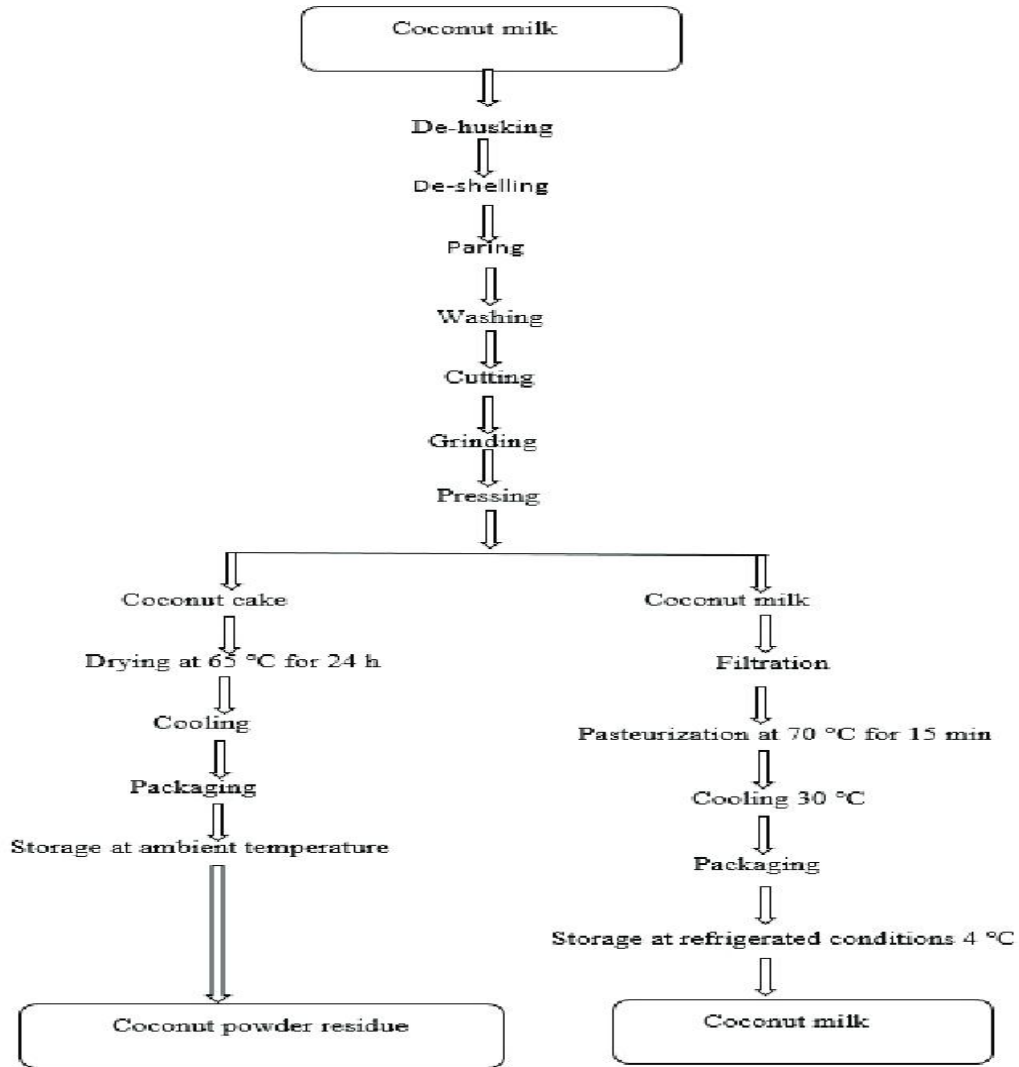 Coconut milk
De-husking
De-shelling
Paring
Washing
Cutting
Grinding
Pressing
Coconut cake
Drying at 65 °C for 24 h
Cooling
Packaging
Storage at ambient temperature
Coconut powder residue
Coconut milk
Filtration
Pasteurization at 70 °C for 15 min
Cooling 30 °C
Packaging
Storage at refrigerated conditions 4 °C
Coconut milk